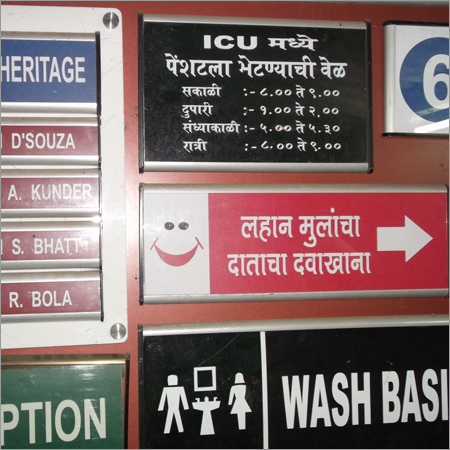 HERITAGE
D'SOUZA
A. KUNDER
S. BHATT
R. BOLA
PTION
ICU मध्ये
पेंशटला भेटण्याची वेळ
सकाळी :- ८.०० ते ९.००
दुपारी :- १.०० ते २.००
संध्याकाळी :- ५.०० ते ५.३०
रात्री :- ८.०० ते ९.००
6
लहान मुलांचा
दाताचा दवाखाना
WASH BASI